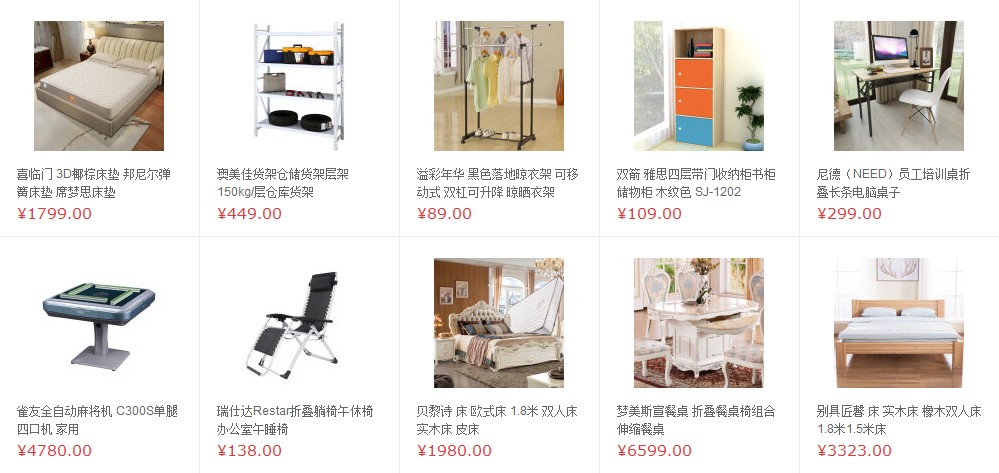 喜临门 3D椰棕床垫 邦尼尔弹
簧床垫 席梦思床垫
¥1799.00
澳美佳货架仓储货架层架
150kg/层仓库货架
¥449.00
溢彩年华 黑色落地晾衣架 可移
动式 双杠可升降 晾晒衣架
¥89.00
双箭 雅思四层带门收纳柜书柜
储物柜 木纹色 SJ-1202
¥109.00
尼德（NEED）员工培训桌折
叠长条电脑桌子
¥299.00
雀友全自动麻将机 C300S单腿
四口机 家用
¥4780.00
瑞仕达Restar折叠躺椅午休椅
办公室午睡椅
¥138.00
贝黎诗 床 欧式床 1.8米 双人床
实木床 皮床
¥1980.00
梦美斯宣餐桌 折叠餐桌椅组合
伸缩餐桌
¥6599.00
别具匠馨 床 实木床 橡木双人床
1.8米1.5米床
¥3323.00